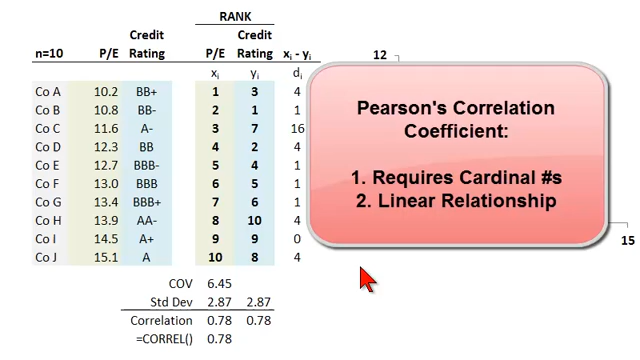 RANK
Credit Credit
n=10 P/E Rating P/E Rating xi - yi
xi yi di
Co A 10.2 BB+ 1 3 4
Co B 10.8 BB- 2 1 1
Co C 11.6 A- 3 7 16
Co D 12.3 BB 4 2 4
Co E 12.7 BBB- 5 4 1
Co F 13.0 BBB 6 5 1
Co G 13.4 BBB+ 7 6 1
Co H 13.9 AA- 8 10 4
Co I 14.5 A+ 9 9 0
Co J 15.1 A 10 8 4
COV 6.45
Std Dev 2.87 2.87
Correlation 0.78 0.78
=CORREL() 0.78
12
Pearson's Correlation
Coefficient:
1. Requires Cardinal #s
2. Linear Relationship
15